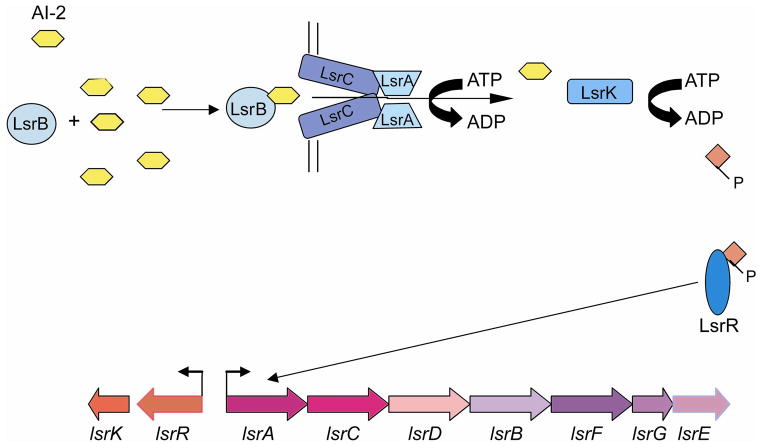 AI-2
LsrB
+
LsrB
LsrC
LsrC
LsrA
LsrA
ATP
ADP
LsrK
ATP
ADP
P
P
LsrR
lsrK lsrR lsrA lsrC lsrD lsrB lsrF lsrG lsrE